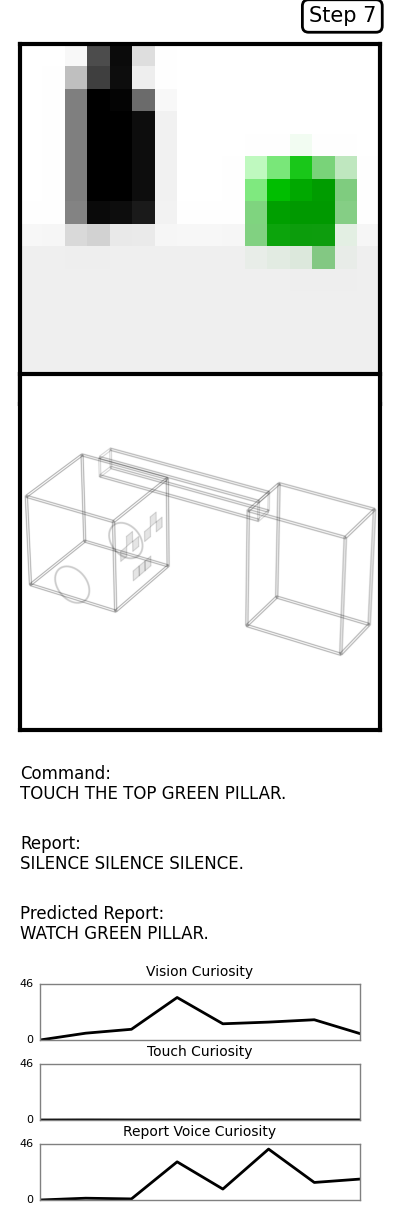 Step 7
Command:
TOUCH THE TOP GREEN PILLAR.
Report:
SILENCE SILENCE SILENCE.
Predicted Report:
WATCH GREEN PILLAR.
Vision Curiosity
46
0
Touch Curiosity
46
0
Report Voice Curiosity
46
0